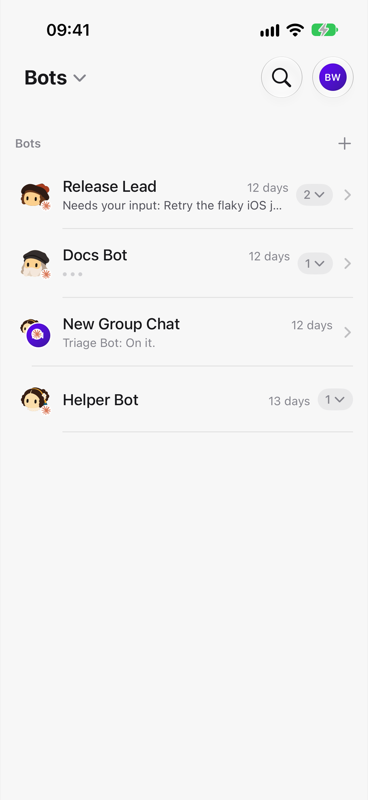 09:41
Bots
BW
Bots
Release Lead
12 days
2
Needs your input: Retry the flaky iOS j...
Docs Bot
12 days
1
New Group Chat
12 days
Triage Bot: On it.
Helper Bot
13 days
1